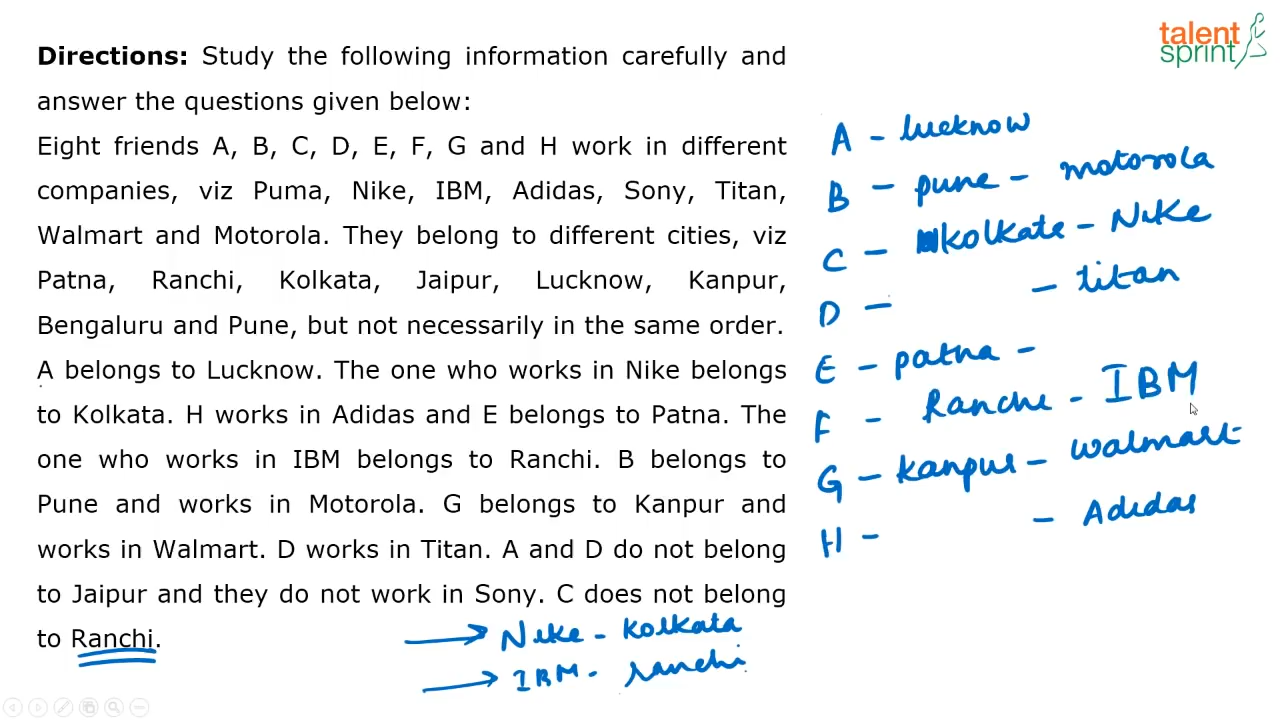 talent
sprint
Directions: Study the following information carefully and
answer the questions given below:
Eight friends A, B, C, D, E, F, G and H work in different
companies, viz Puma, Nike, IBM, Adidas, Sony, Titan,
Walmart and Motorola. They belong to different cities, viz
Patna, Ranchi, Kolkata, Jaipur, Lucknow, Kanpur,
Bengaluru and Pune, but not necessarily in the same order.
A belongs to Lucknow. The one who works in Nike belongs
to Kolkata. H works in Adidas and E belongs to Patna. The
one who works in IBM belongs to Ranchi. B belongs to
Pune and works in Motorola. G belongs to Kanpur and
works in Walmart. D works in Titan. A and D do not belong
to Jaipur and they do not work in Sony. C does not belong
to Ranchi.
Nike - Kolkata
IBM - ranchi
A - lucknow
B - pune - motorola
C - kolkate - Nike
D - - titan
E - patna -
F - Ranchi - IBM
G - kanpur - walmart
H - - Adidas